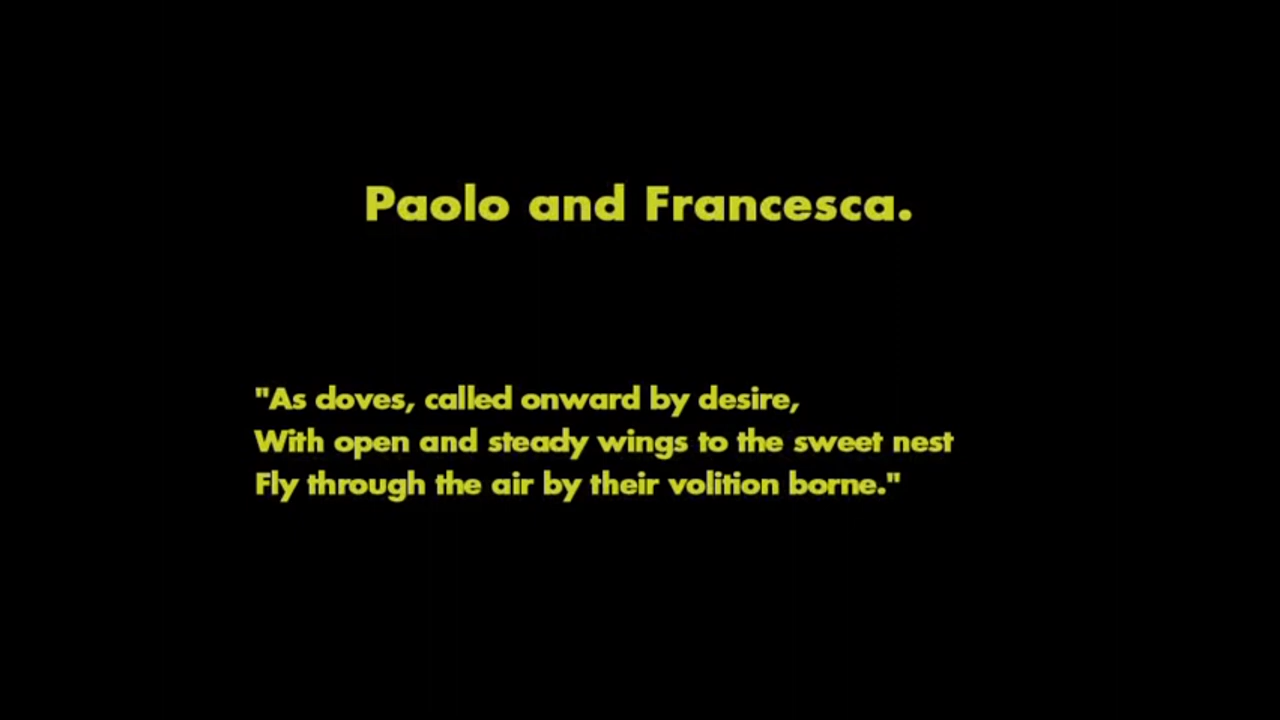 Paolo and Francesca.
"As doves, called onward by desire,
With open and steady wings to the sweet nest
Fly through the air by their volition borne."